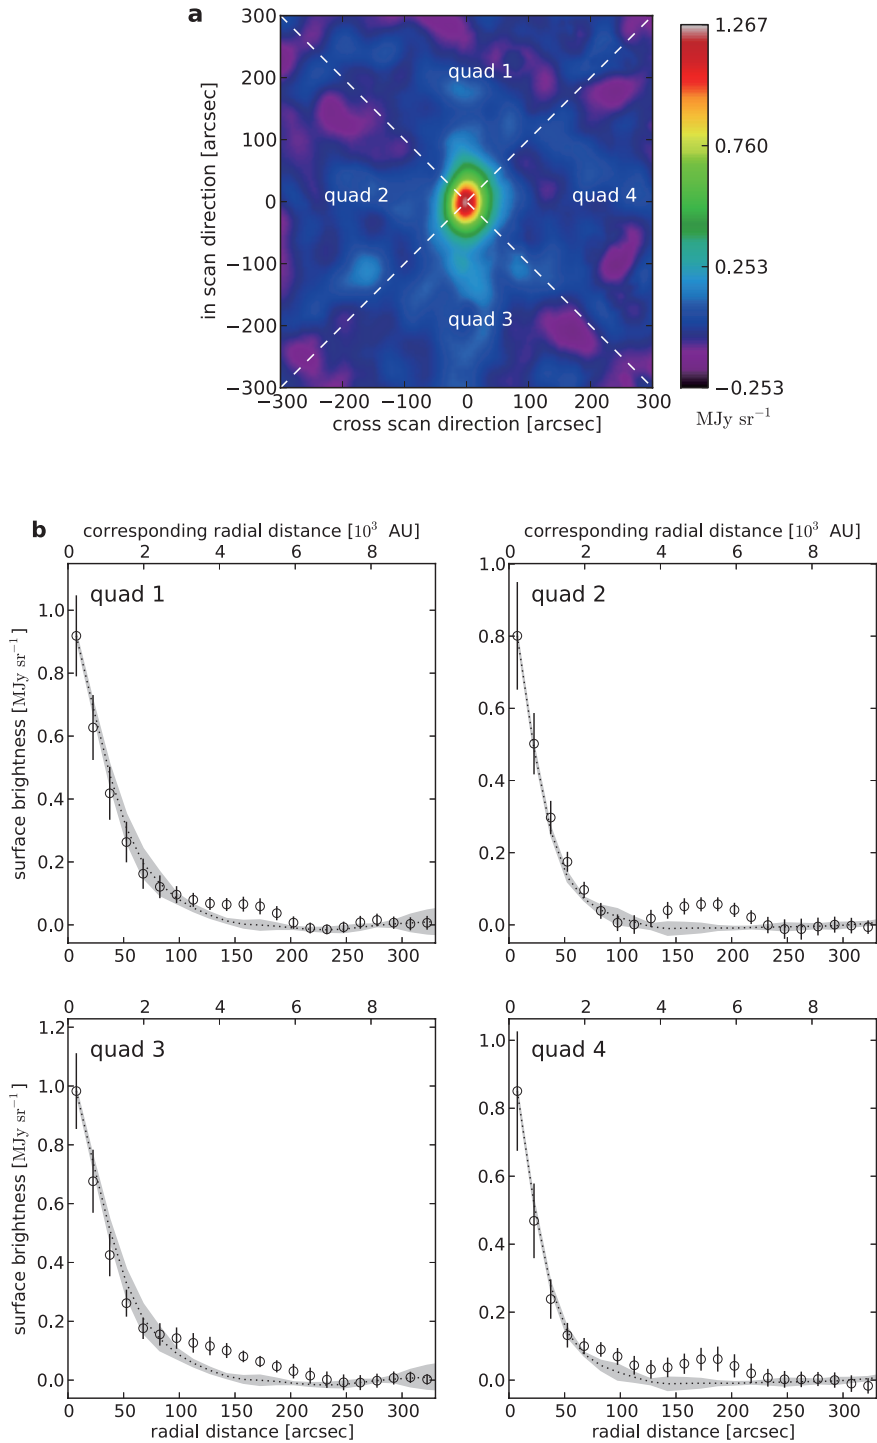 a
300
200
100
0
−100
−200
−300
in scan direction [arcsec]
quad 1
quad 2
quad 4
quad 3
−300 −200 −100 0 100 200 300
cross scan direction [arcsec]
1.267
0.760
0.253
−0.253
MJy sr⁻¹
b
corresponding radial distance [10³ AU]
0 2 4 6 8
quad 1
surface brightness [MJy sr⁻¹]
1.0
0.8
0.6
0.4
0.2
0.0
0 50 100 150 200 250 300
corresponding radial distance [10³ AU]
0 2 4 6 8
quad 2
1.0
0.8
0.6
0.4
0.2
0.0
0 50 100 150 200 250 300
0 2 4 6 8
quad 3
surface brightness [MJy sr⁻¹]
1.2
1.0
0.8
0.6
0.4
0.2
0.0
0 50 100 150 200 250 300
radial distance [arcsec]
0 2 4 6 8
quad 4
1.0
0.8
0.6
0.4
0.2
0.0
0 50 100 150 200 250 300
radial distance [arcsec]